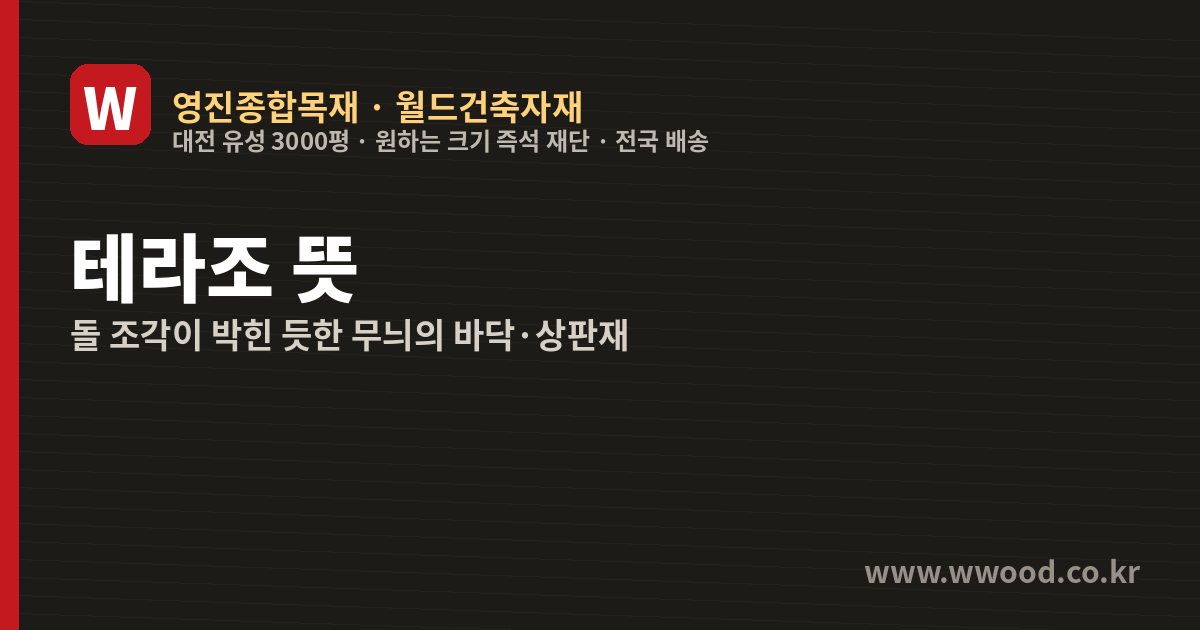 W
영진종합목재 · 월드건축자재
대전 유성 3000평 · 원하는 크기 즉석 재단 · 전국 배송
테라조 뜻
돌 조각이 박힌 듯한 무늬의 바닥·상판재
www.wwood.co.kr